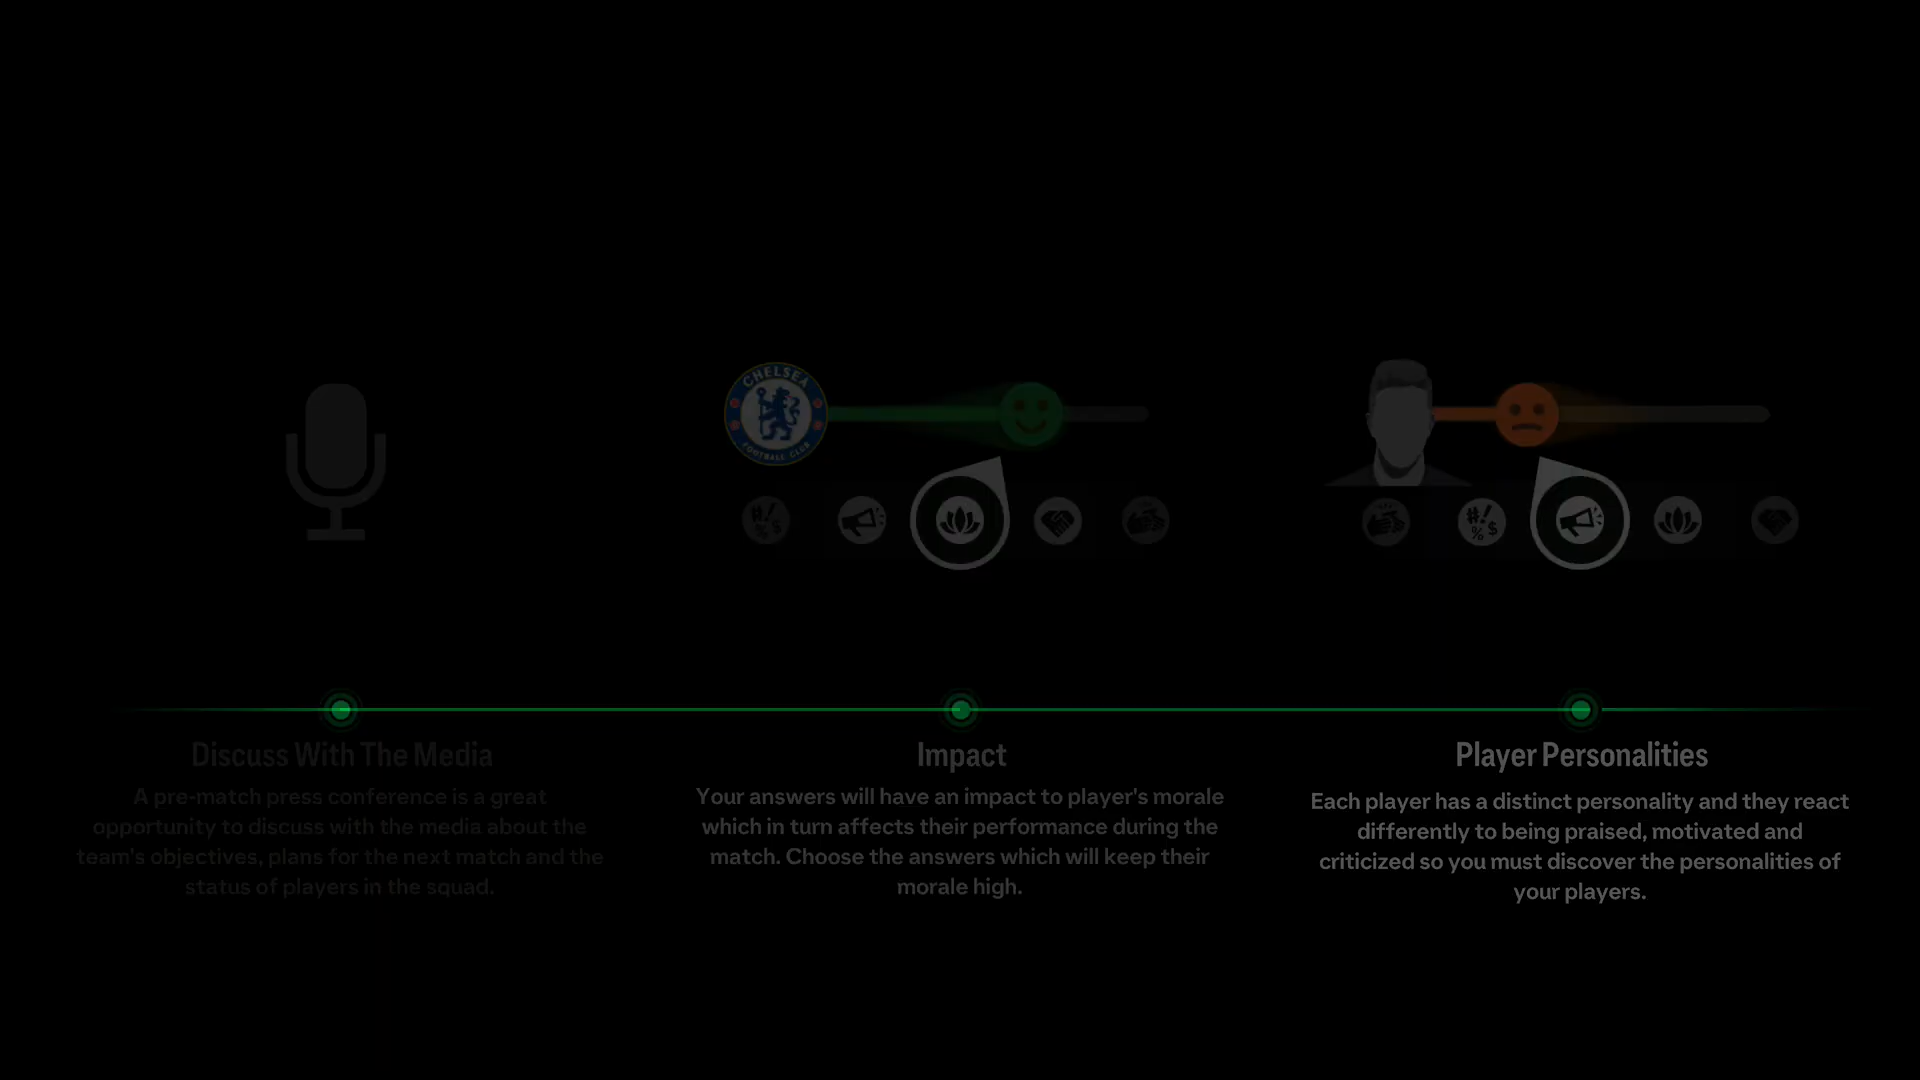 CHELSEA
FOOTBALL CLUB
#!
%$
#!
%$
Discuss With The Media
A pre-match press conference is a great
opportunity to discuss with the media about the
team's objectives, plans for the next match and the
status of players in the squad.
Impact
Your answers will have an impact to player's morale
which in turn affects their performance during the
match. Choose the answers which will keep their
morale high.
Player Personalities
Each player has a distinct personality and they react
differently to being praised, motivated and
criticized so you must discover the personalities of
your players.